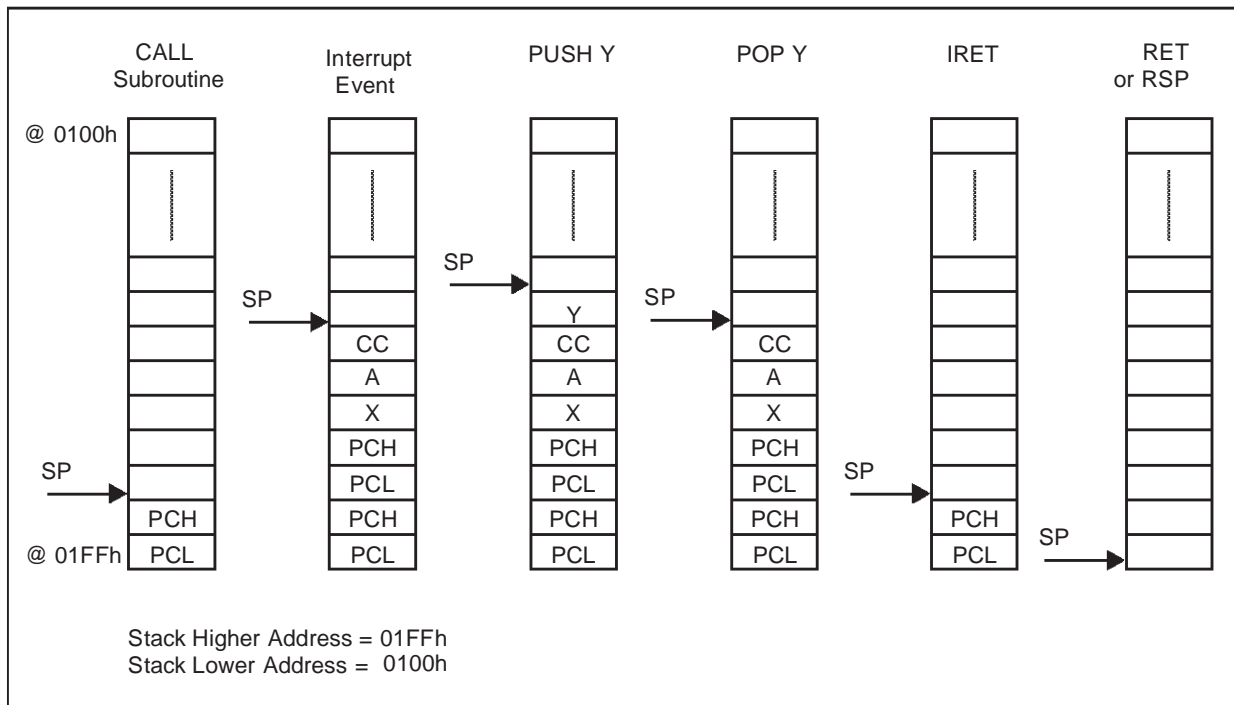 CALL
Subroutine
Interrupt
Event
PUSH Y
POP Y
IRET
RET
or RSP
@ 0100h
SP
SP
SP
Y
CC
CC
CC
A
A
A
X
X
X
PCH
PCH
PCH
SP
PCL
PCL
PCL
SP
PCH
PCH
PCH
PCH
PCH
SP
@ 01FFh
PCL
PCL
PCL
PCL
PCL
Stack Higher Address = 01FFh
Stack Lower Address = 0100h